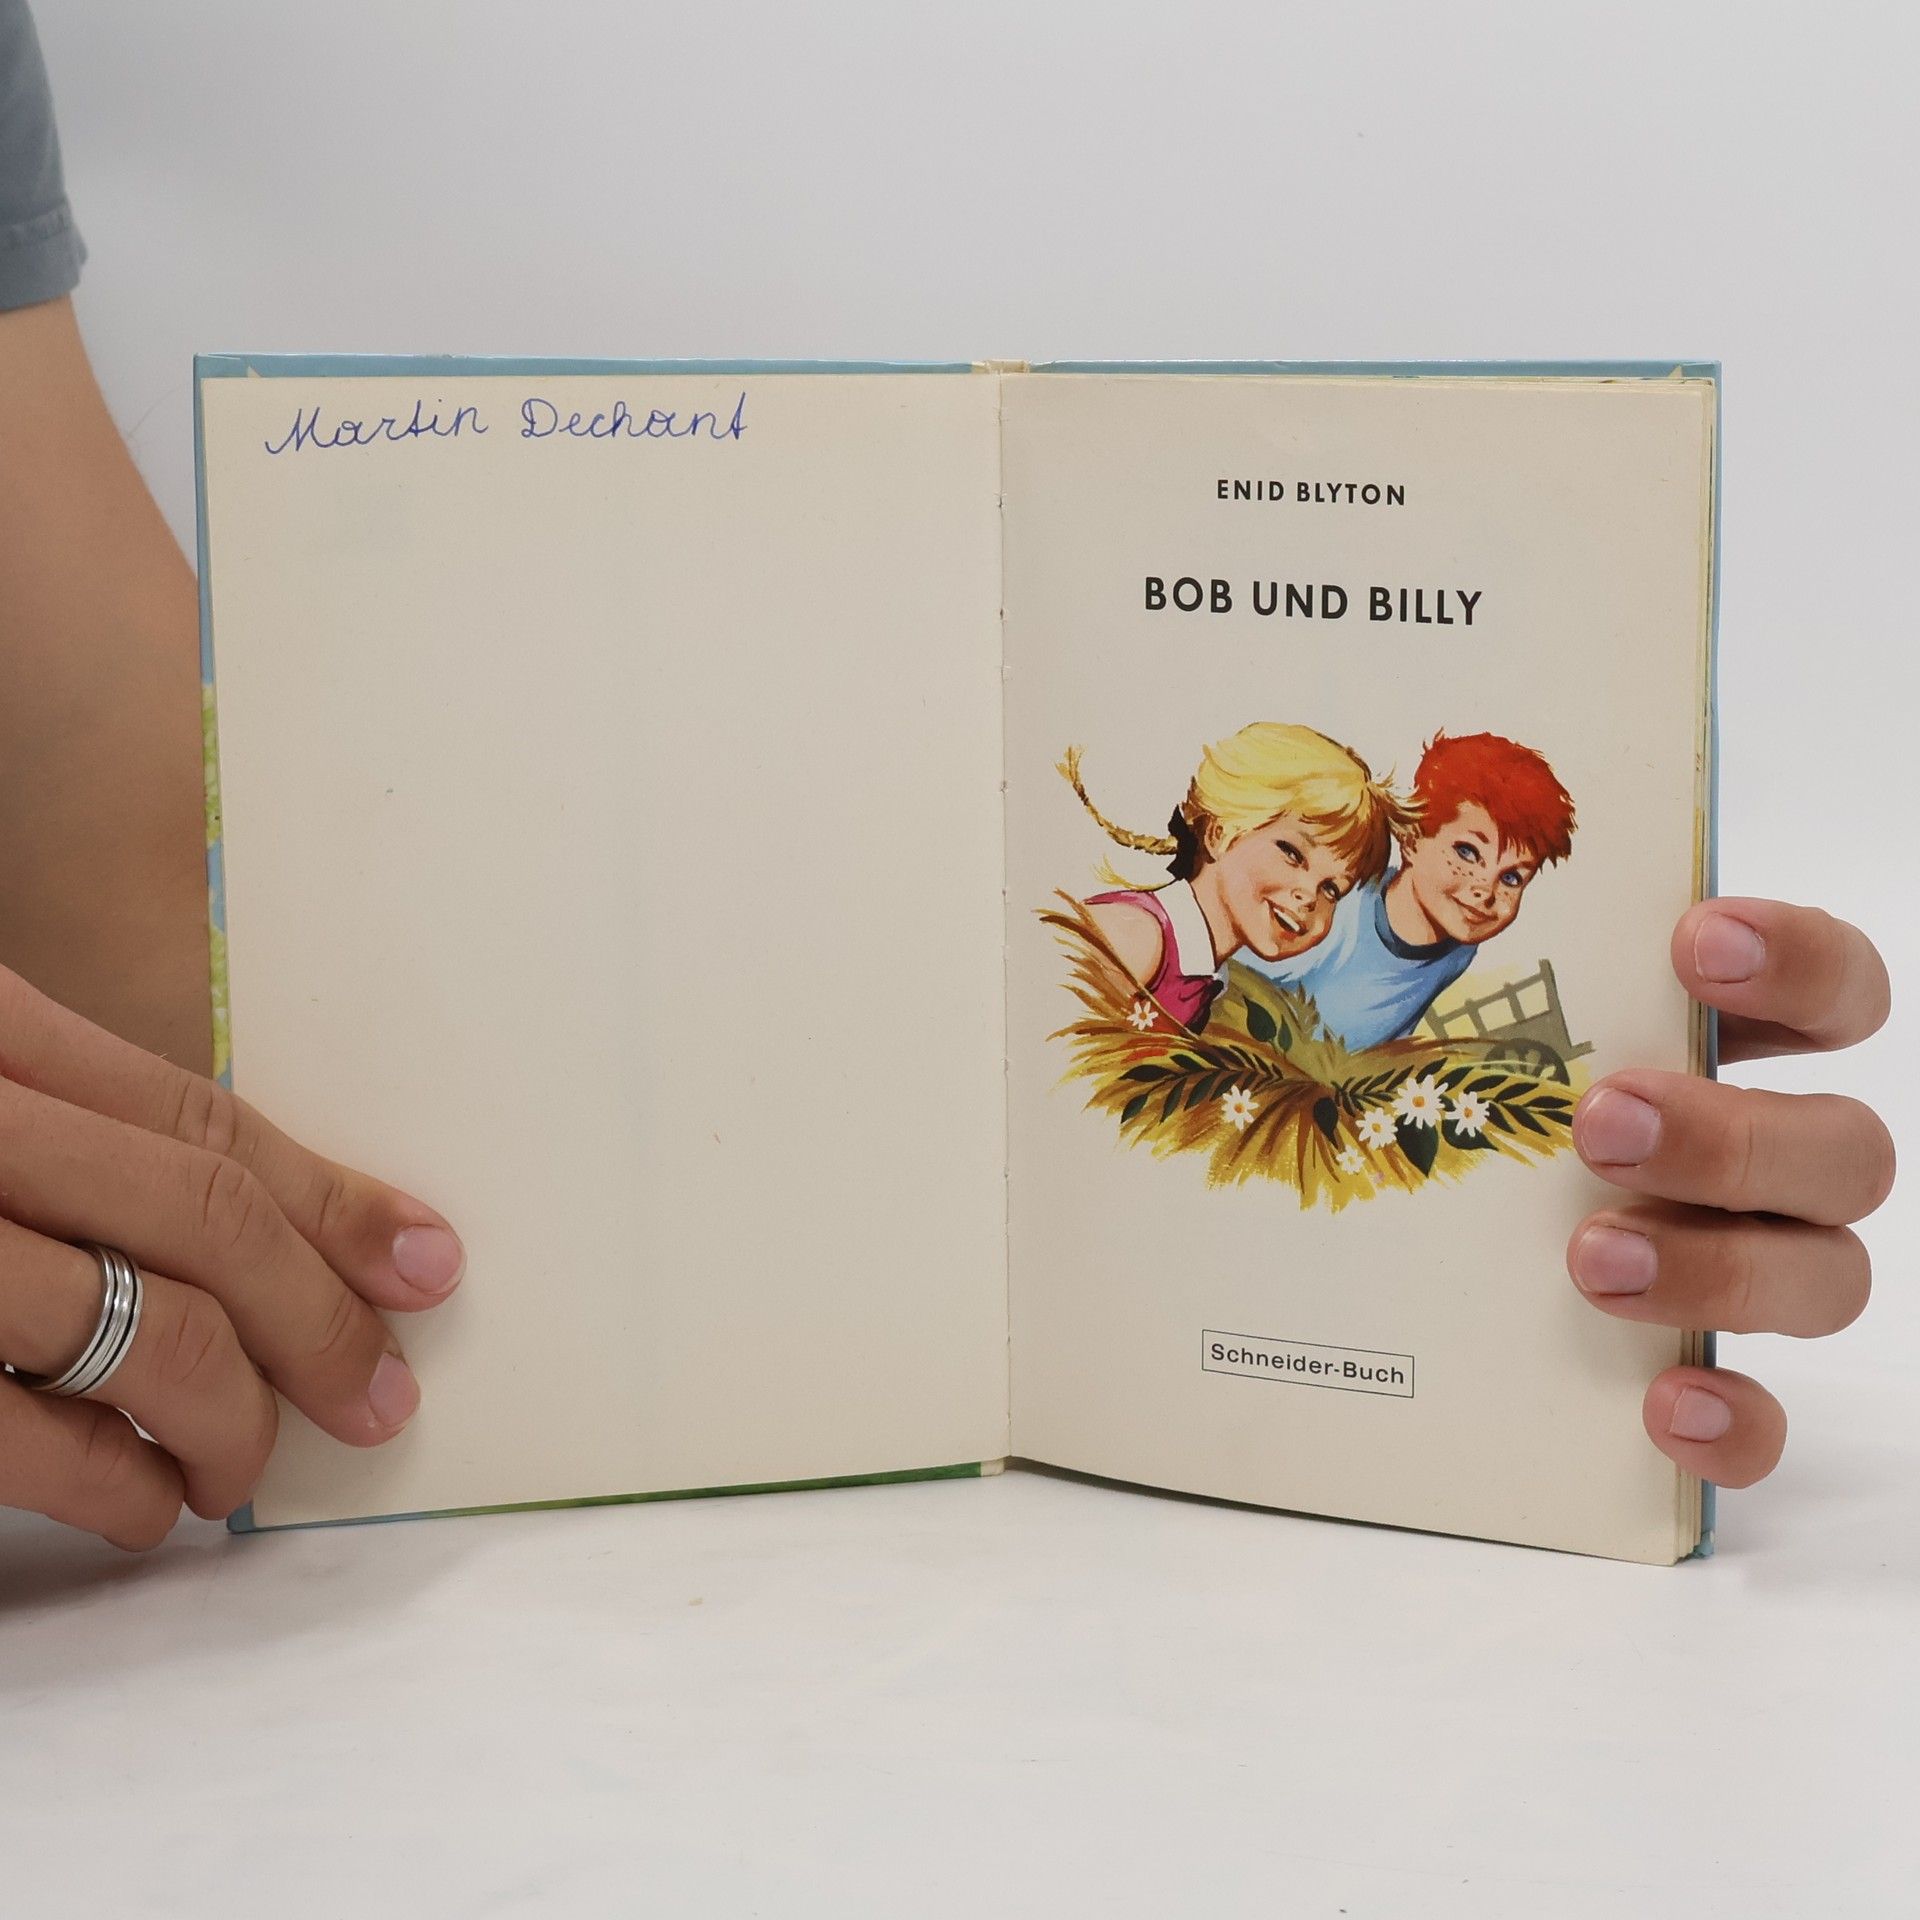 Martin Dechant
ENID BLYTON
BOB UND BILLY
Schneider-Buch